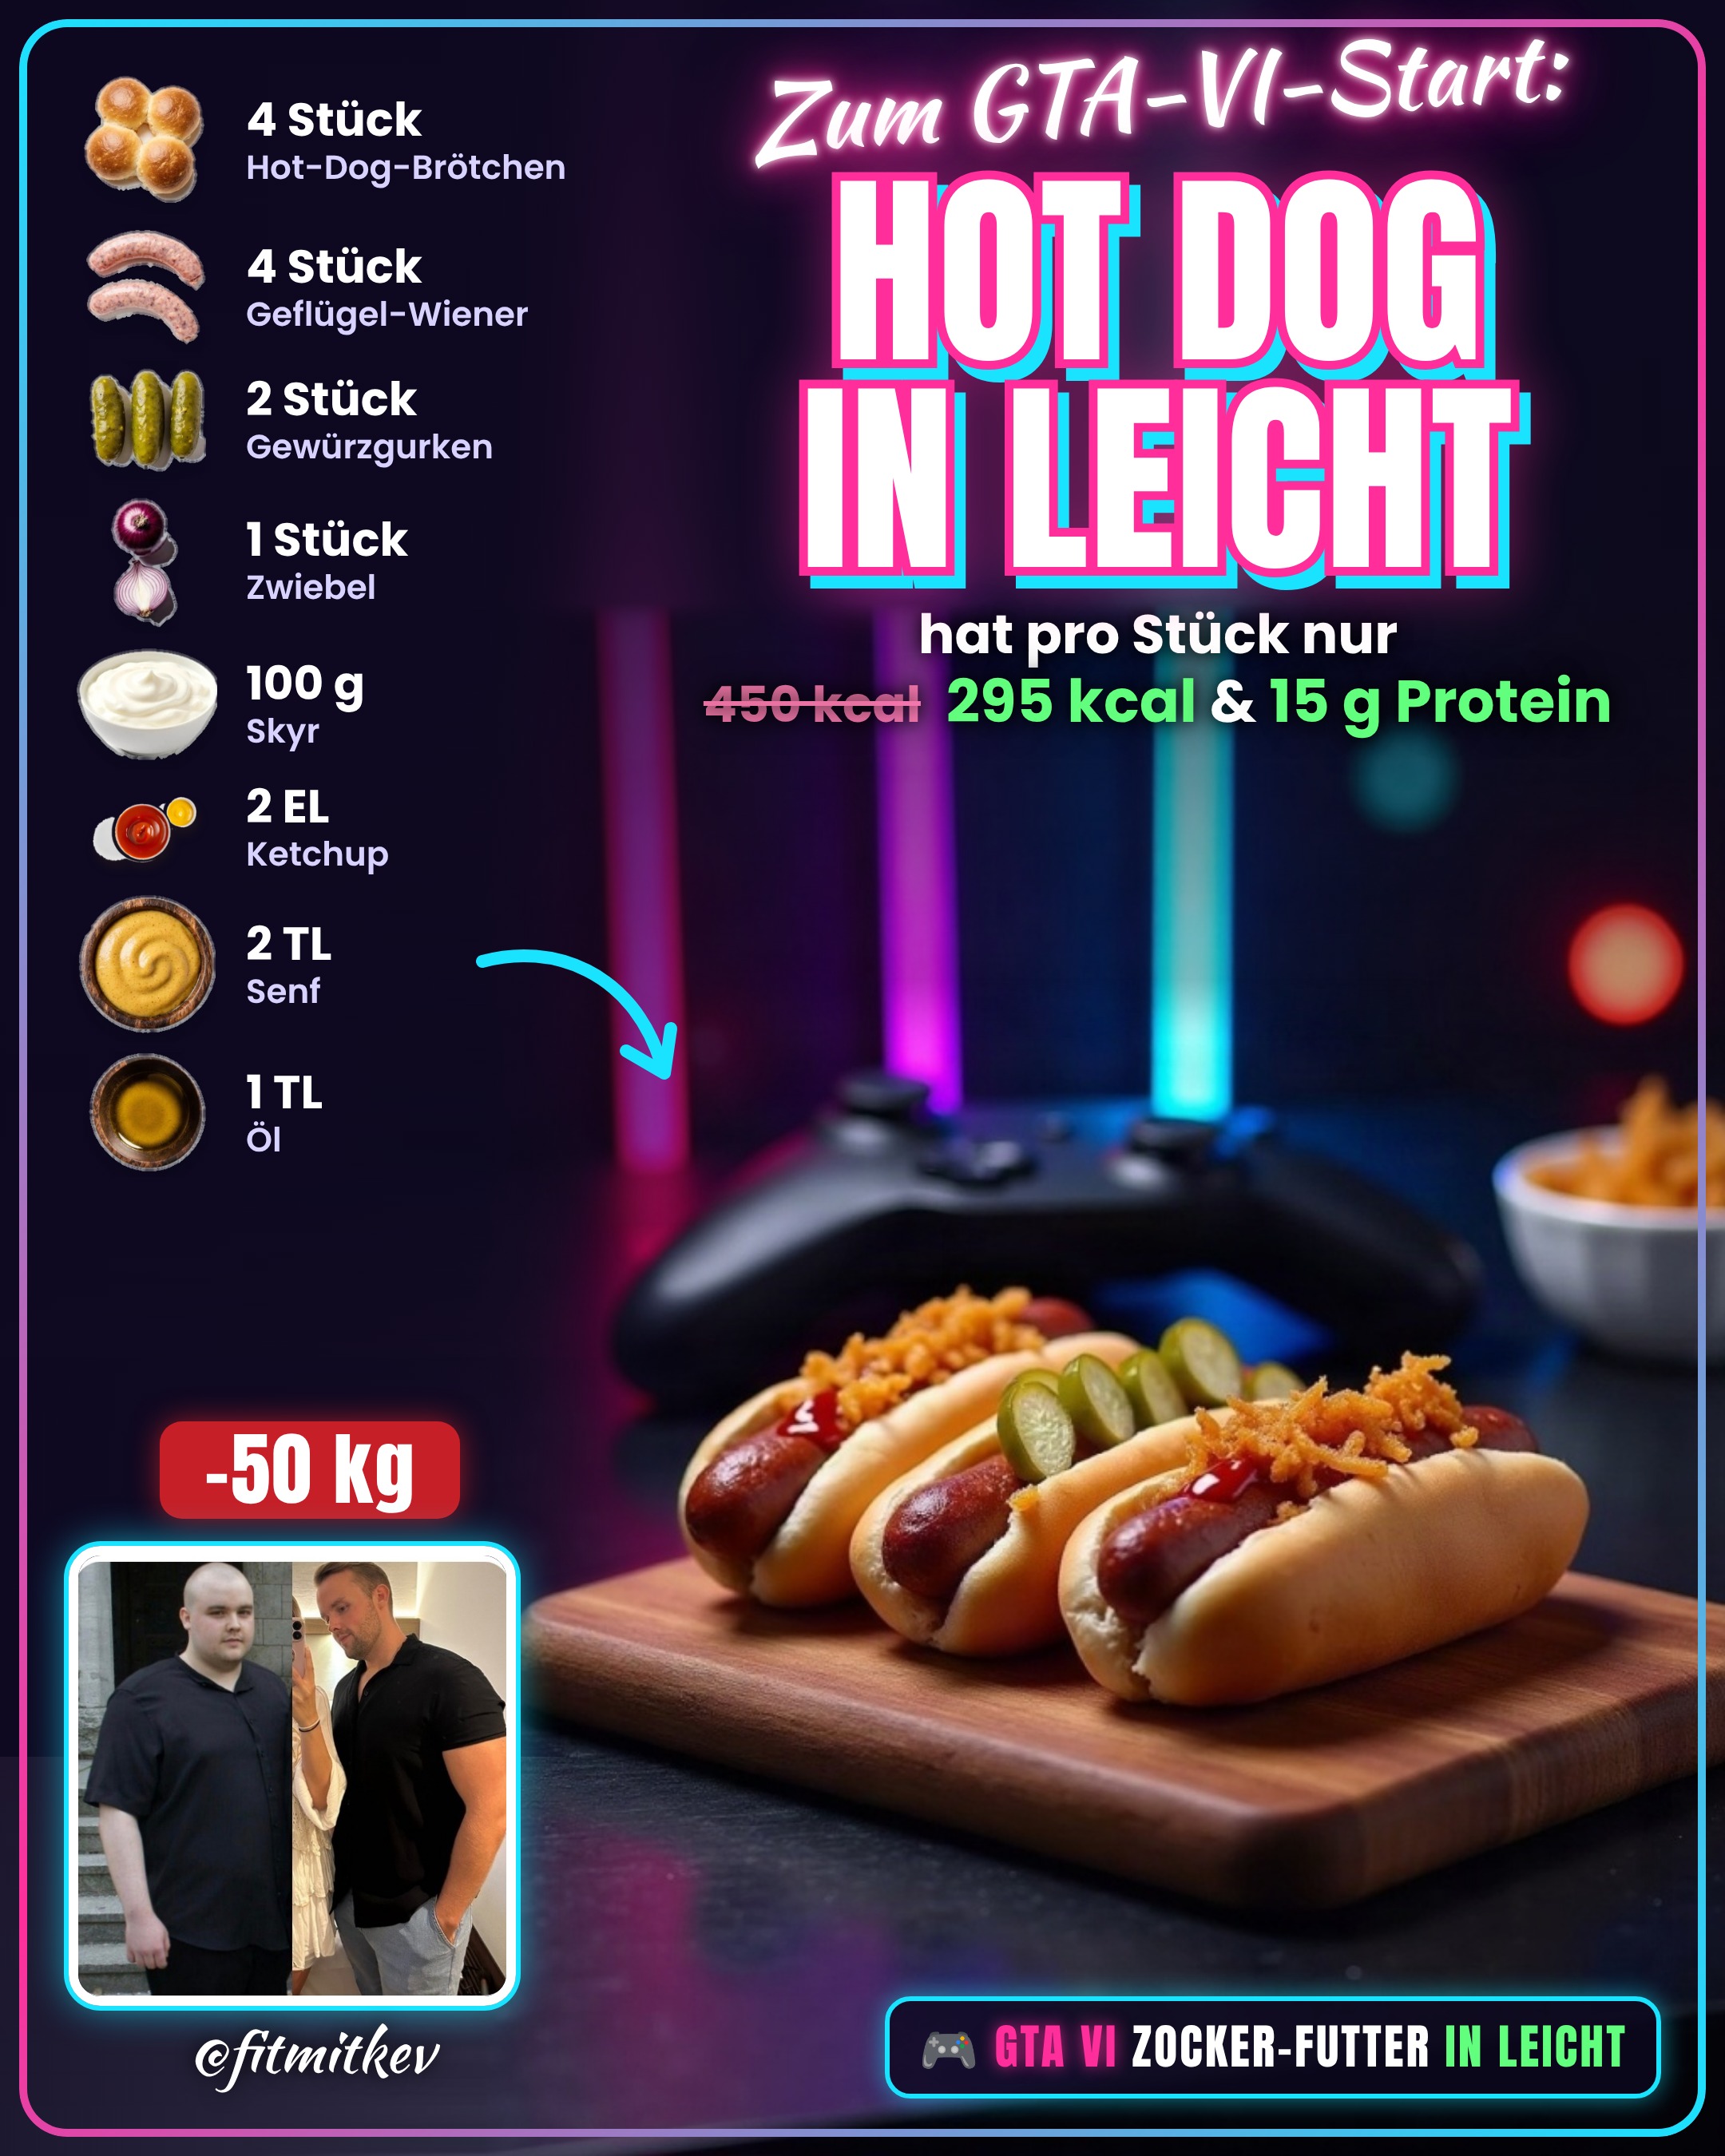 Zum GTA-VI-Start:
HOT DOG
IN LEICHT
hat pro Stück nur
450 kcal 295 kcal & 15 g Protein
4 Stück
Hot-Dog-Brötchen
4 Stück
Geflügel-Wiener
2 Stück
Gewürzgurken
1 Stück
Zwiebel
100 g
Skyr
2 EL
Ketchup
2 TL
Senf
1 TL
Öl
-50 kg
@fitmitkev
GTA VI ZOCKER-FUTTER IN LEICHT